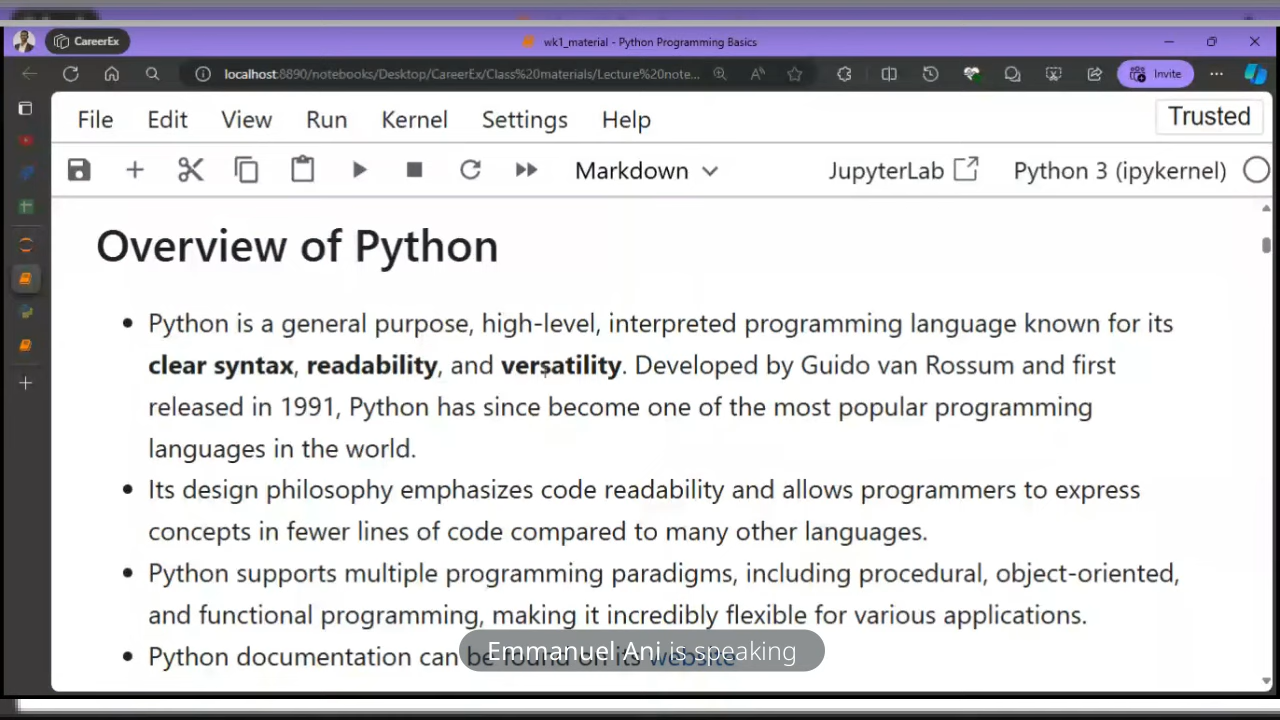 CareerEx
wk1_material - Python Programming Basics
localhost:8890/notebooks/Desktop/CareerEx/Class%20materials/Lecture%20note...
Invite
File Edit View Run Kernel Settings Help
Trusted
Markdown
JupyterLab
Python 3 (ipykernel)
Overview of Python
• Python is a general purpose, high-level, interpreted programming language known for its
clear syntax, readability, and versatility. Developed by Guido van Rossum and first
released in 1991, Python has since become one of the most popular programming
languages in the world.
• Its design philosophy emphasizes code readability and allows programmers to express
concepts in fewer lines of code compared to many other languages.
• Python supports multiple programming paradigms, including procedural, object-oriented,
and functional programming, making it incredibly flexible for various applications.
• Python documentation can be found on its website
Emmanuel Ani is speaking